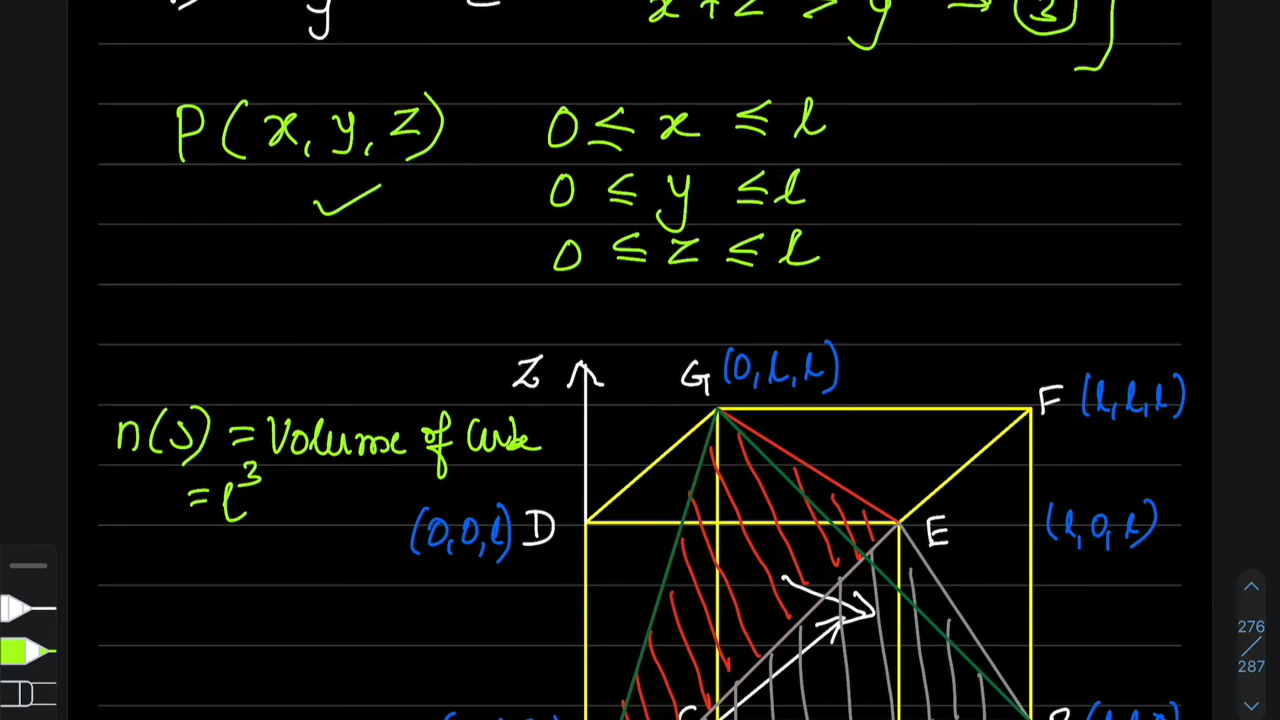 y
x + z > y → (3) ]
P(x, y, z) 0 ≤ x ≤ l
0 ≤ y ≤ l
0 ≤ z ≤ l
Z G (0, l, l)
F (l, l, l)
n(s) = Volume of cube
= l³
(0, 0, l) D E (l, 0, l)
276
287